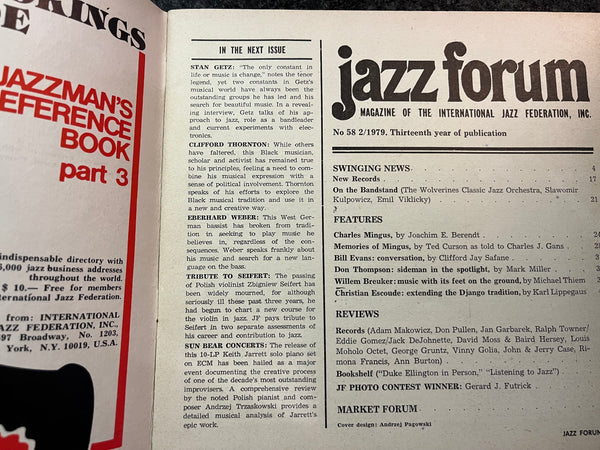 OKINGS
DE
JAZZMAN'S
EFERENCE
BOOK
part 3
indispensable directory with
5,000 jazz business addresses
throughout the world.
$ 10.— Free for members
nternational Jazz Federation.
from: INTERNATIONAL
AZZ FEDERATION, INC.,
697 Broadway, No. 1203,
York, N.Y. 10019, U.S.A.
IN THE NEXT ISSUE
STAN GETZ: "The only constant in
life or music is change," notes the tenor
legend, yet two constants in Getz's
musical world have always been the
outstanding groups he has led and his
search for beautiful music. In a reveal-
ing interview, Getz talks of his ap-
proach to jazz, role as a bandleader
and current experiments with elec-
tronics.
CLIFFORD THORNTON: While others
have faltered, this Black musician,
scholar and activist has remained true
to his principles, feeling a need to com-
bine his musical expression with a
sense of political involvement. Thornton
speaks of his efforts to explore the
Black musical tradition and use it in
a new and creative way.
EBERHARD WEBER: This West Ger-
man bassist has broken from tradi-
tion in seeking to play music he
believes in, regardless of the con-
sequences. Weber speaks frankly about
his music and search for a new lan-
guage on the bass.
TRIBUTE TO SEIFERT: The passing
of Polish violinist Zbigniew Seifert has
been widely mourned, for although
seriously ill these past three years, he
had begun to chart a new course for
the violin in jazz. JF pays tribute to
Seifert in two separate assessments of
his career and contribution to jazz.
SUN BEAR CONCERTS: The release of
this 10-LP Keith Jarrett solo piano set
on ECM has been hailed as a major
event documenting the creative process
of one of the decade's most outstanding
improvisers. A comprehensive review
by the noted Polish pianist and compo-
ser Andrzej Trzaskowski provides a
detailed musical analysis of Jarrett's
epic work.
jazz forum
MAGAZINE OF THE INTERNATIONAL JAZZ FEDERATION, INC.
No 58 2/1979. Thirteenth year of publication
SWINGING NEWS 4
New Records 17
On the Bandstand (The Wolverines Classic Jazz Orchestra, Slawomir
Kulpowicz, Emil Viklicky) 21
FEATURES
Charles Mingus, by Joachim E. Berendt 24
Memories of Mingus, by Ted Curson as told to Charles J. Gans 28
Bill Evans: conversation, by Clifford Jay Safane
Don Thompson: sideman in the spotlight, by Mark Miller
Willem Breuker: music with its feet on the ground, by Michael Thiem
Christian Escoude: extending the Django tradition, by Karl Lippegaus
REVIEWS
Records (Adam Makowicz, Don Pullen, Jan Garbarek, Ralph Towner/
Eddie Gomez/Jack DeJohnette, David Moss & Baird Hersey, Louis
Moholo Octet, George Gruntz, Vinny Golia, John & Jerry Case, Ri-
mona Francis, Ann Burton)
Bookshelf ("Duke Ellington in Person," "Listening to Jazz")
JF PHOTO CONTEST WINNER: Gerard J. Futrick
MARKET FORUM
Cover design: Andrzej Pągowski
JAZZ FORUM